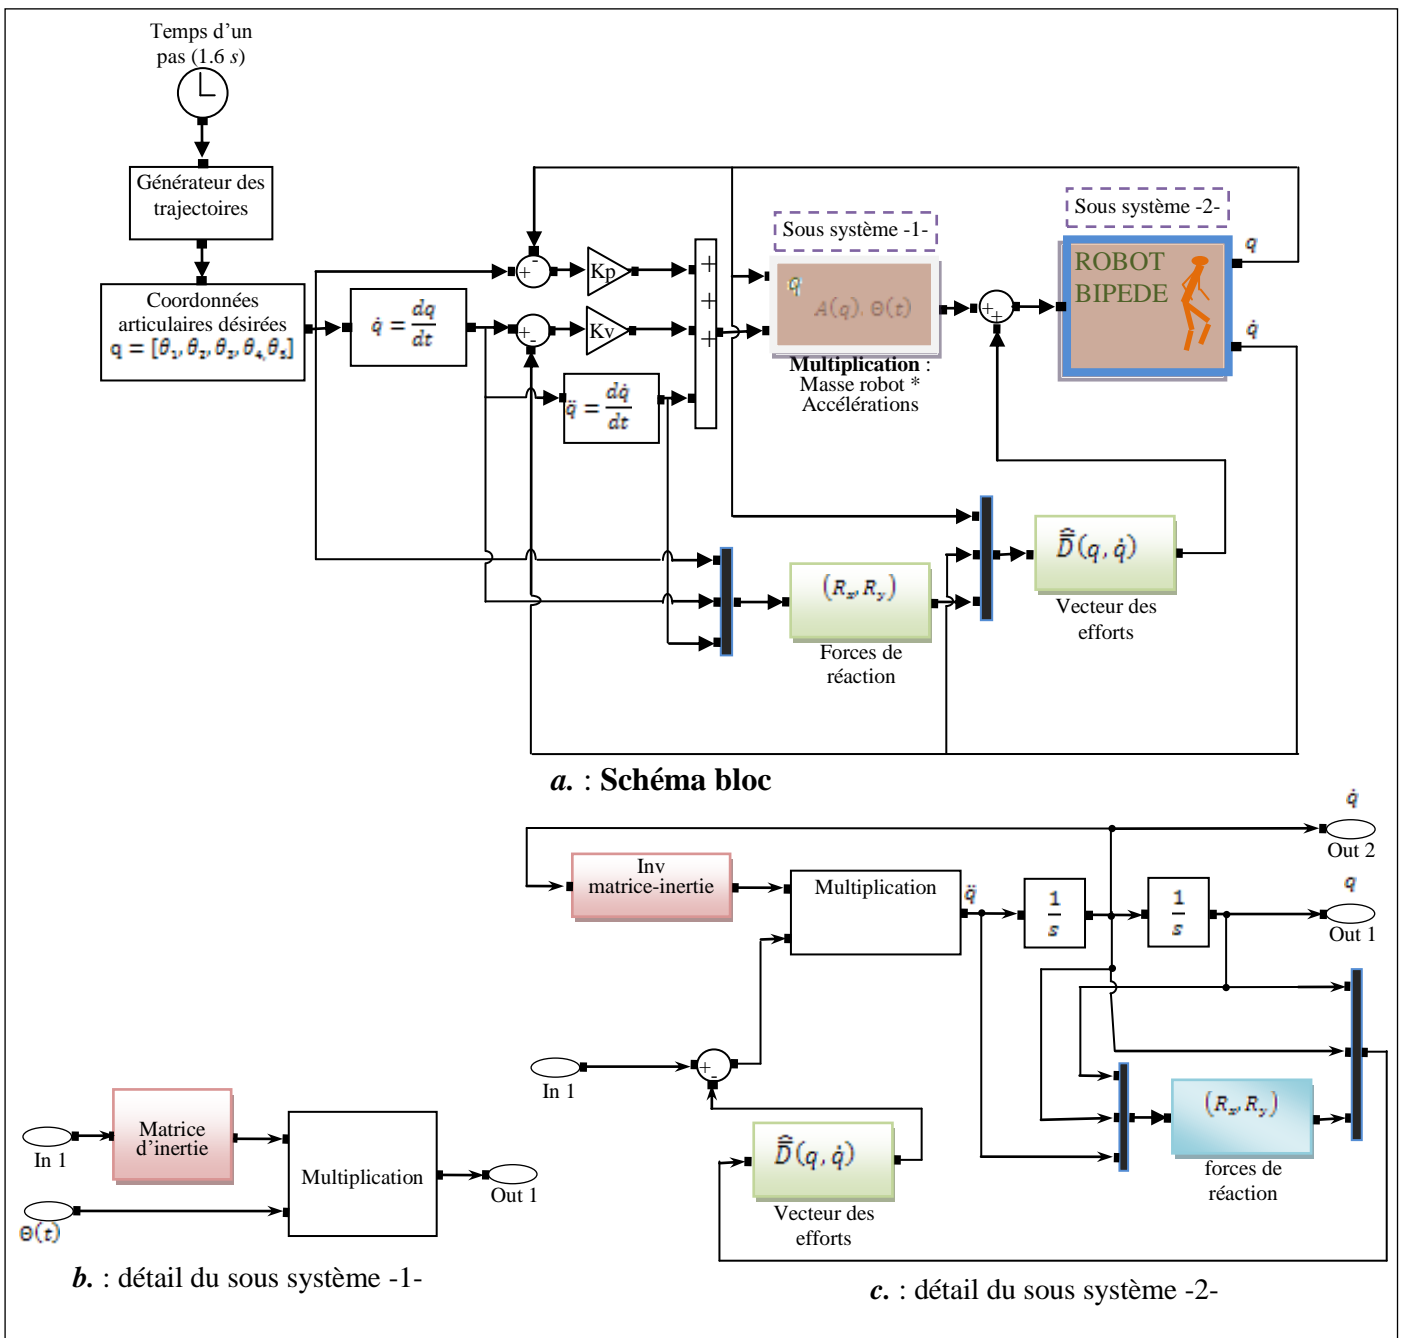 Temps d'un
pas (1.6 s)
Générateur des
trajectoires
Coordonnées
articulaires désirées
q = [θ₁, θ₂, θ₃, θ₄, θ₅]
q̇ = dq/dt
q̈ = dq̇/dt
+ -
+ -
Kp
Kv
+
+
+
Sous système -1-
q
A(q). Θ(t)
Multiplication :
Masse robot *
Accélérations
+
+
Sous système -2-
ROBOT
BIPEDE
q
q̇
(Rx, Ry)
Forces de
réaction
D̂(q, q̇)
Vecteur des
efforts
a. : Schéma bloc
In 1
Matrice
d'inertie
Θ(t)
Multiplication
Out 1
b. : détail du sous système -1-
Inv
matrice-inertie
Multiplication
q̈
1/s
1/s
q̇
Out 2
q
Out 1
In 1
+ -
D̂(q, q̇)
Vecteur des
efforts
(Rx, Ry)
forces de
réaction
c. : détail du sous système -2-